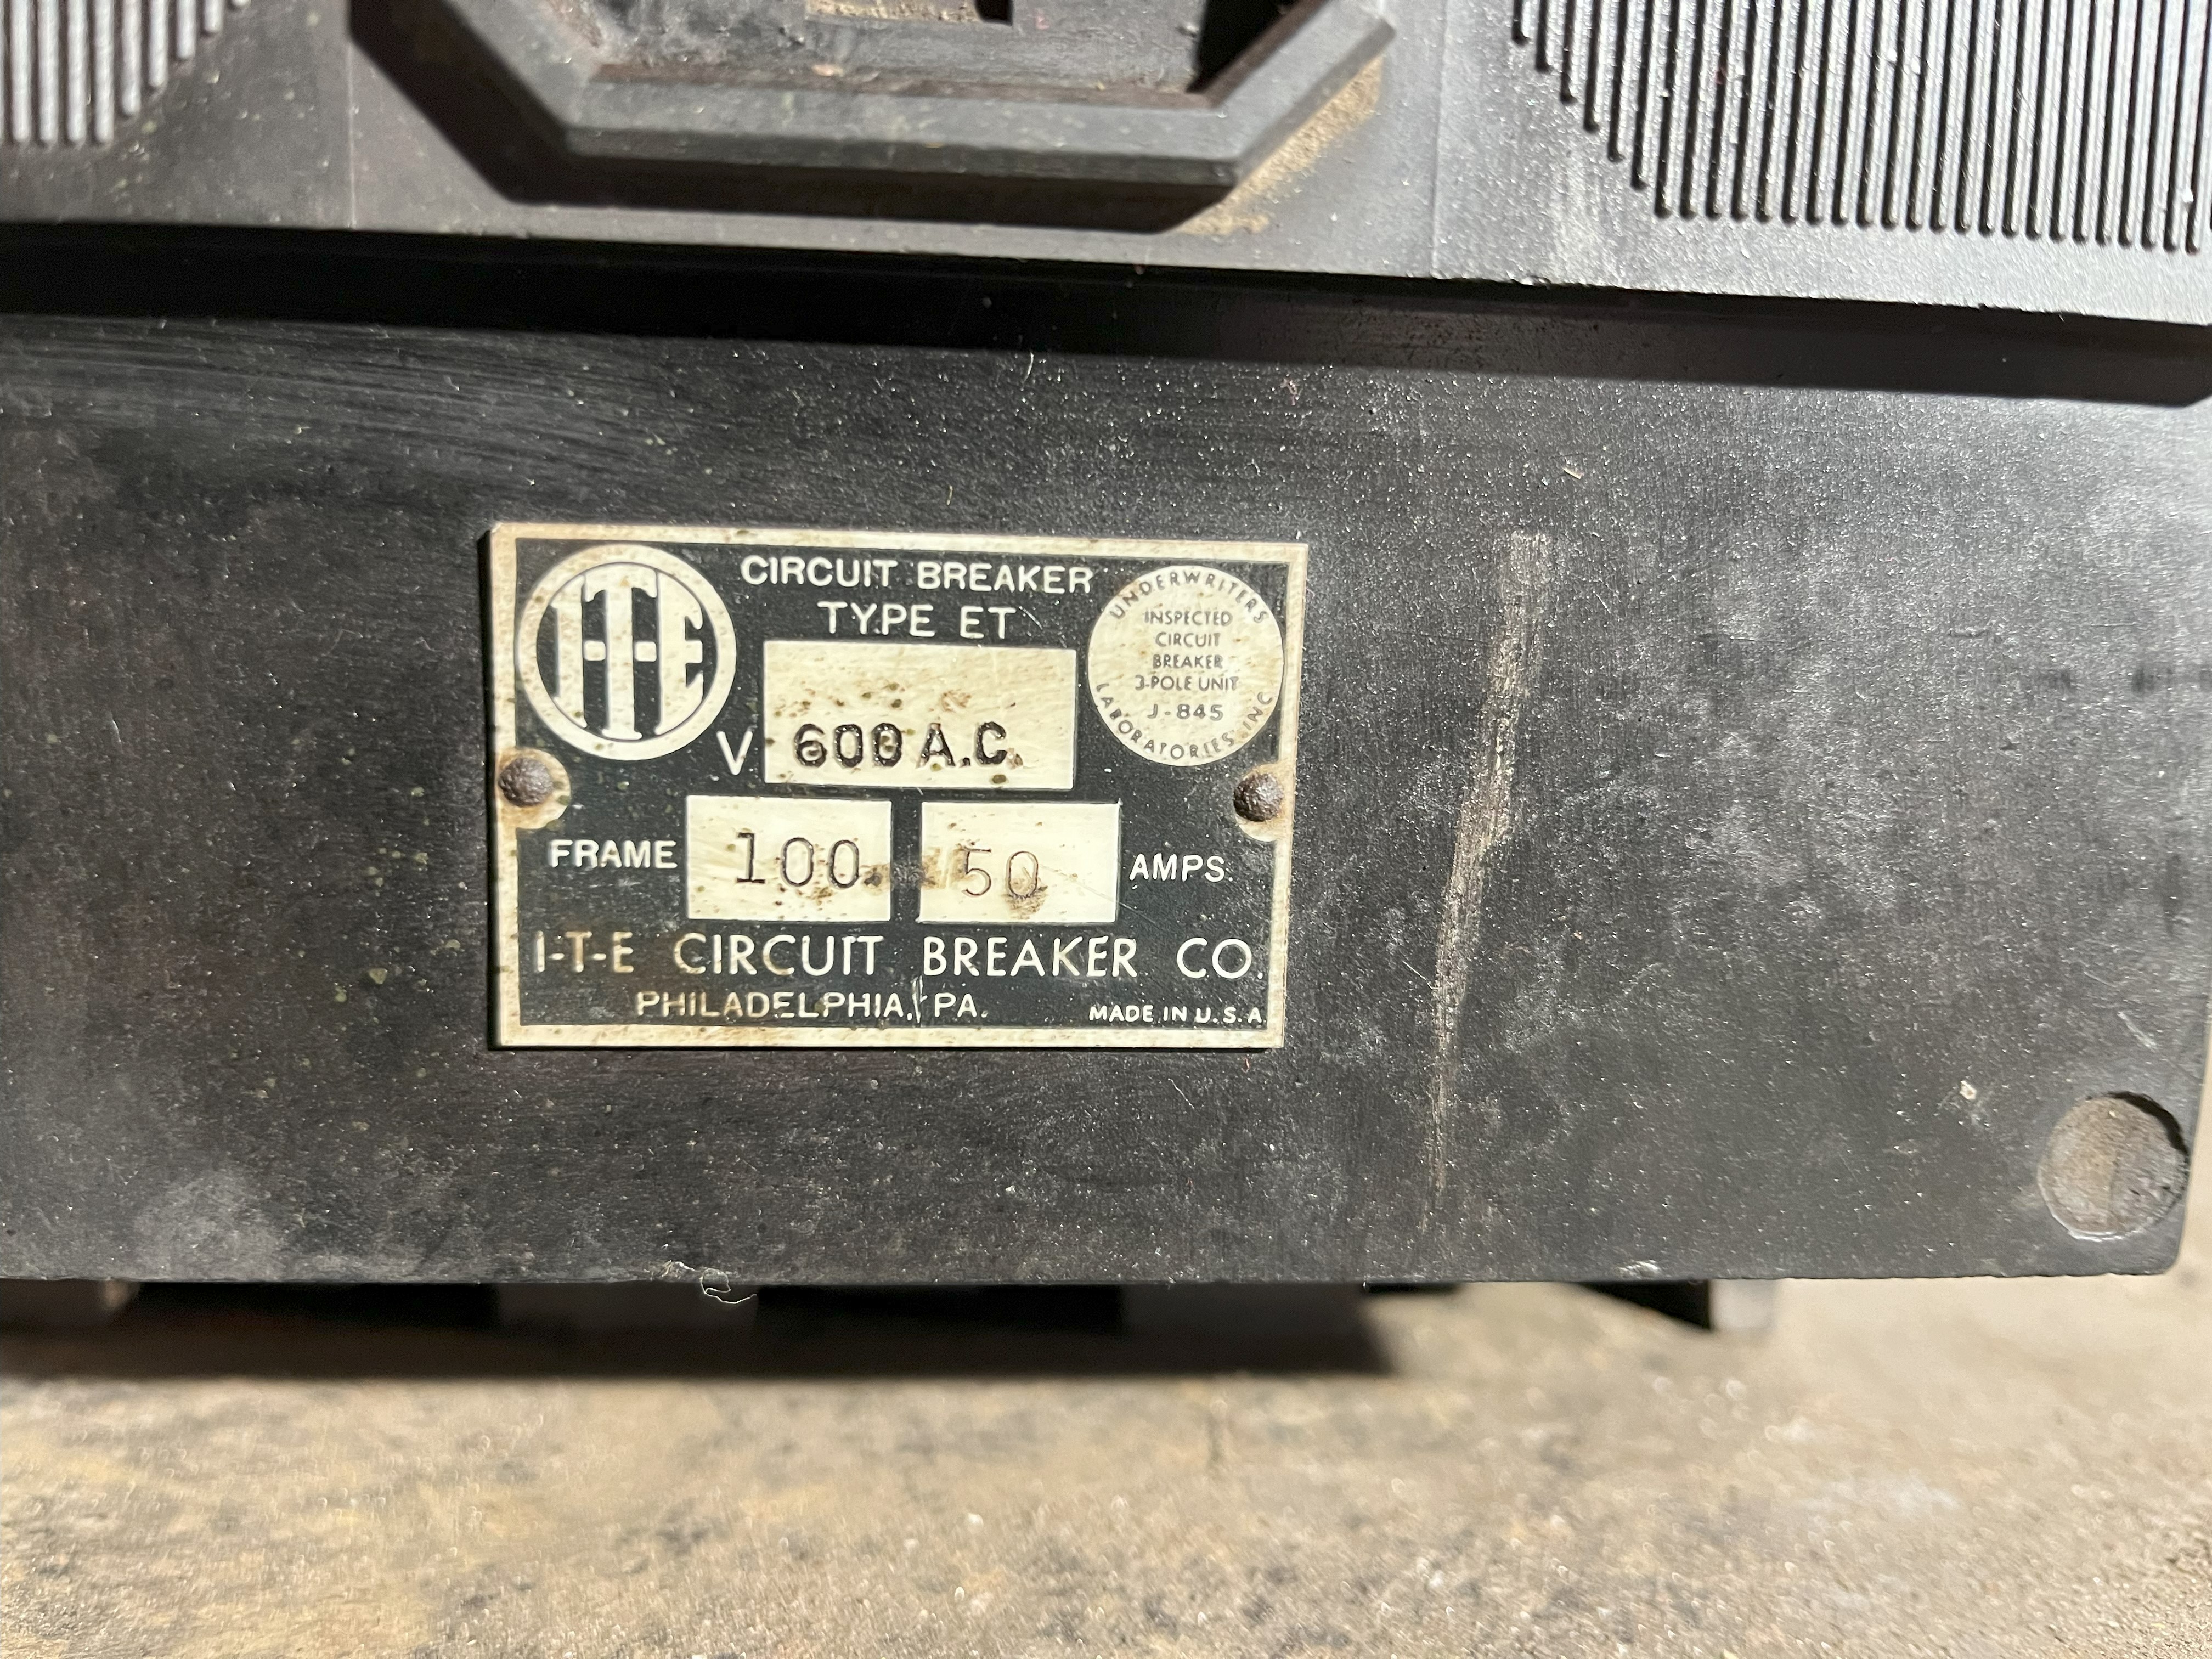 I-T-E
CIRCUIT BREAKER
TYPE ET
V 600 A.C.
UNDERWRITERS LABORATORIES, INC
INSPECTED
CIRCUIT
BREAKER
3-POLE UNIT
J-845
FRAME 100 50 AMPS.
I-T-E CIRCUIT BREAKER CO.
PHILADELPHIA, PA. MADE IN U.S.A